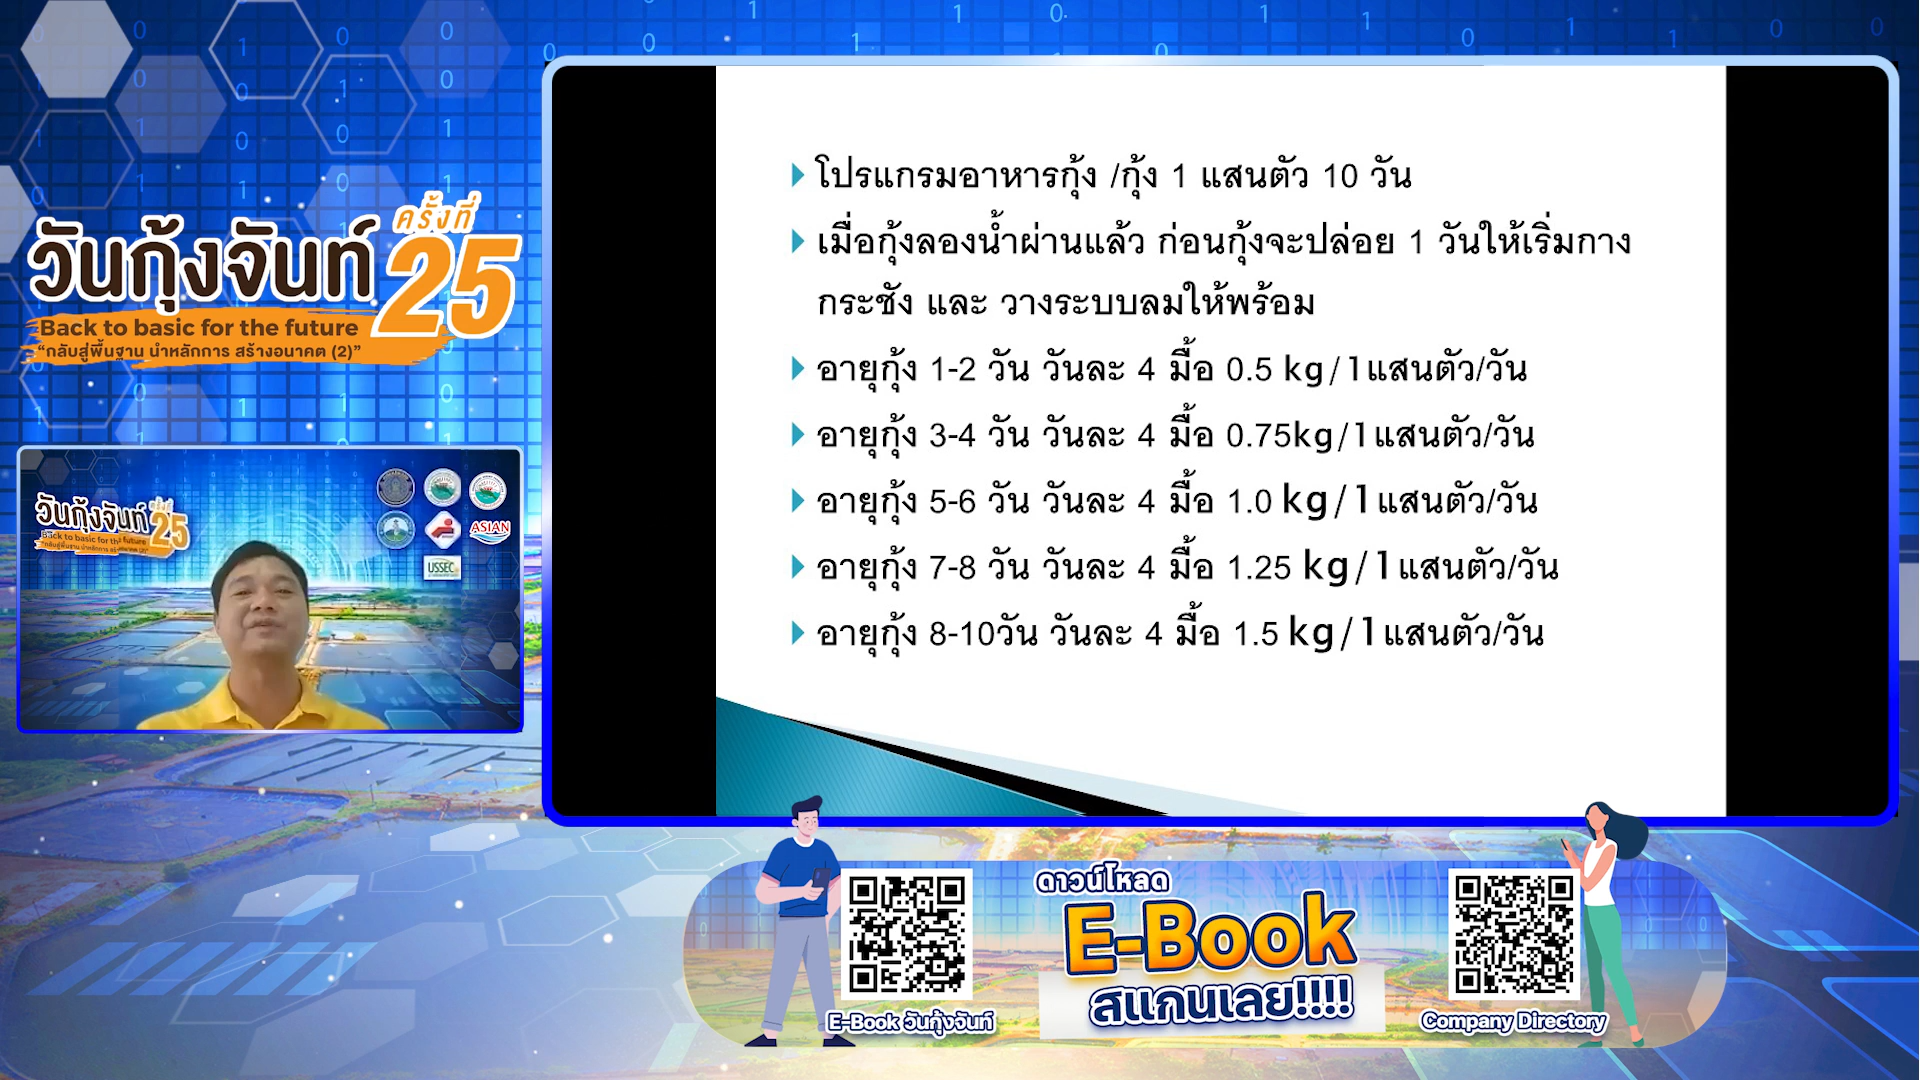 วันกุ้งจันท์
ครั้งที่
25
Back to basic for the future
“กลับสู่พื้นฐาน นำหลักการ สร้างอนาคต (2)”
วันกุ้งจันท์
ครั้งที่
25
Back to basic for the future
ASIAN
USSEC
โปรแกรมอาหารกุ้ง /กุ้ง 1 แสนตัว 10 วัน
เมื่อกุ้งลองน้ำผ่านแล้ว ก่อนกุ้งจะปล่อย 1 วันให้เริ่มกาง
กระชัง และ วางระบบลมให้พร้อม
อายุกุ้ง 1-2 วัน วันละ 4 มื้อ 0.5 kg/1แสนตัว/วัน
อายุกุ้ง 3-4 วัน วันละ 4 มื้อ 0.75kg/1แสนตัว/วัน
อายุกุ้ง 5-6 วัน วันละ 4 มื้อ 1.0 kg/1แสนตัว/วัน
อายุกุ้ง 7-8 วัน วันละ 4 มื้อ 1.25 kg/1แสนตัว/วัน
อายุกุ้ง 8-10วัน วันละ 4 มื้อ 1.5 kg/1แสนตัว/วัน
ดาวน์โหลด
E-Book
สแกนเลย!!!!
E-Book วันกุ้งจันท์
Company Directory